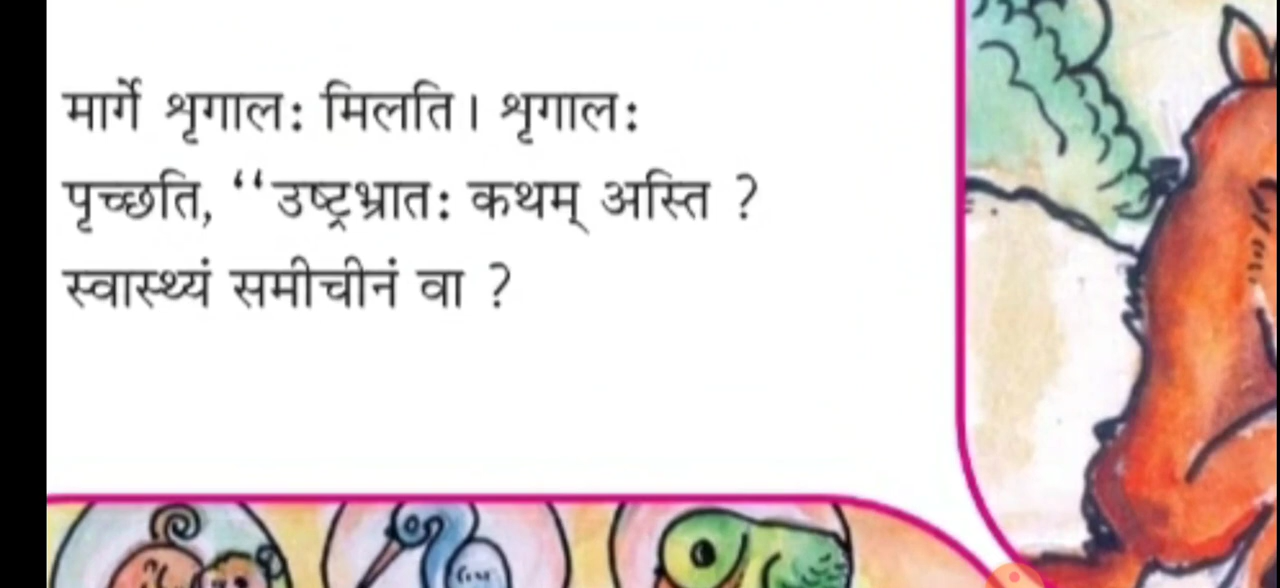 मार्गे शृगालः मिलति। शृगालः
पृच्छति, ‘‘उष्ट्रभ्रातः कथम् अस्ति ?
स्वास्थ्यं समीचीनं वा ?